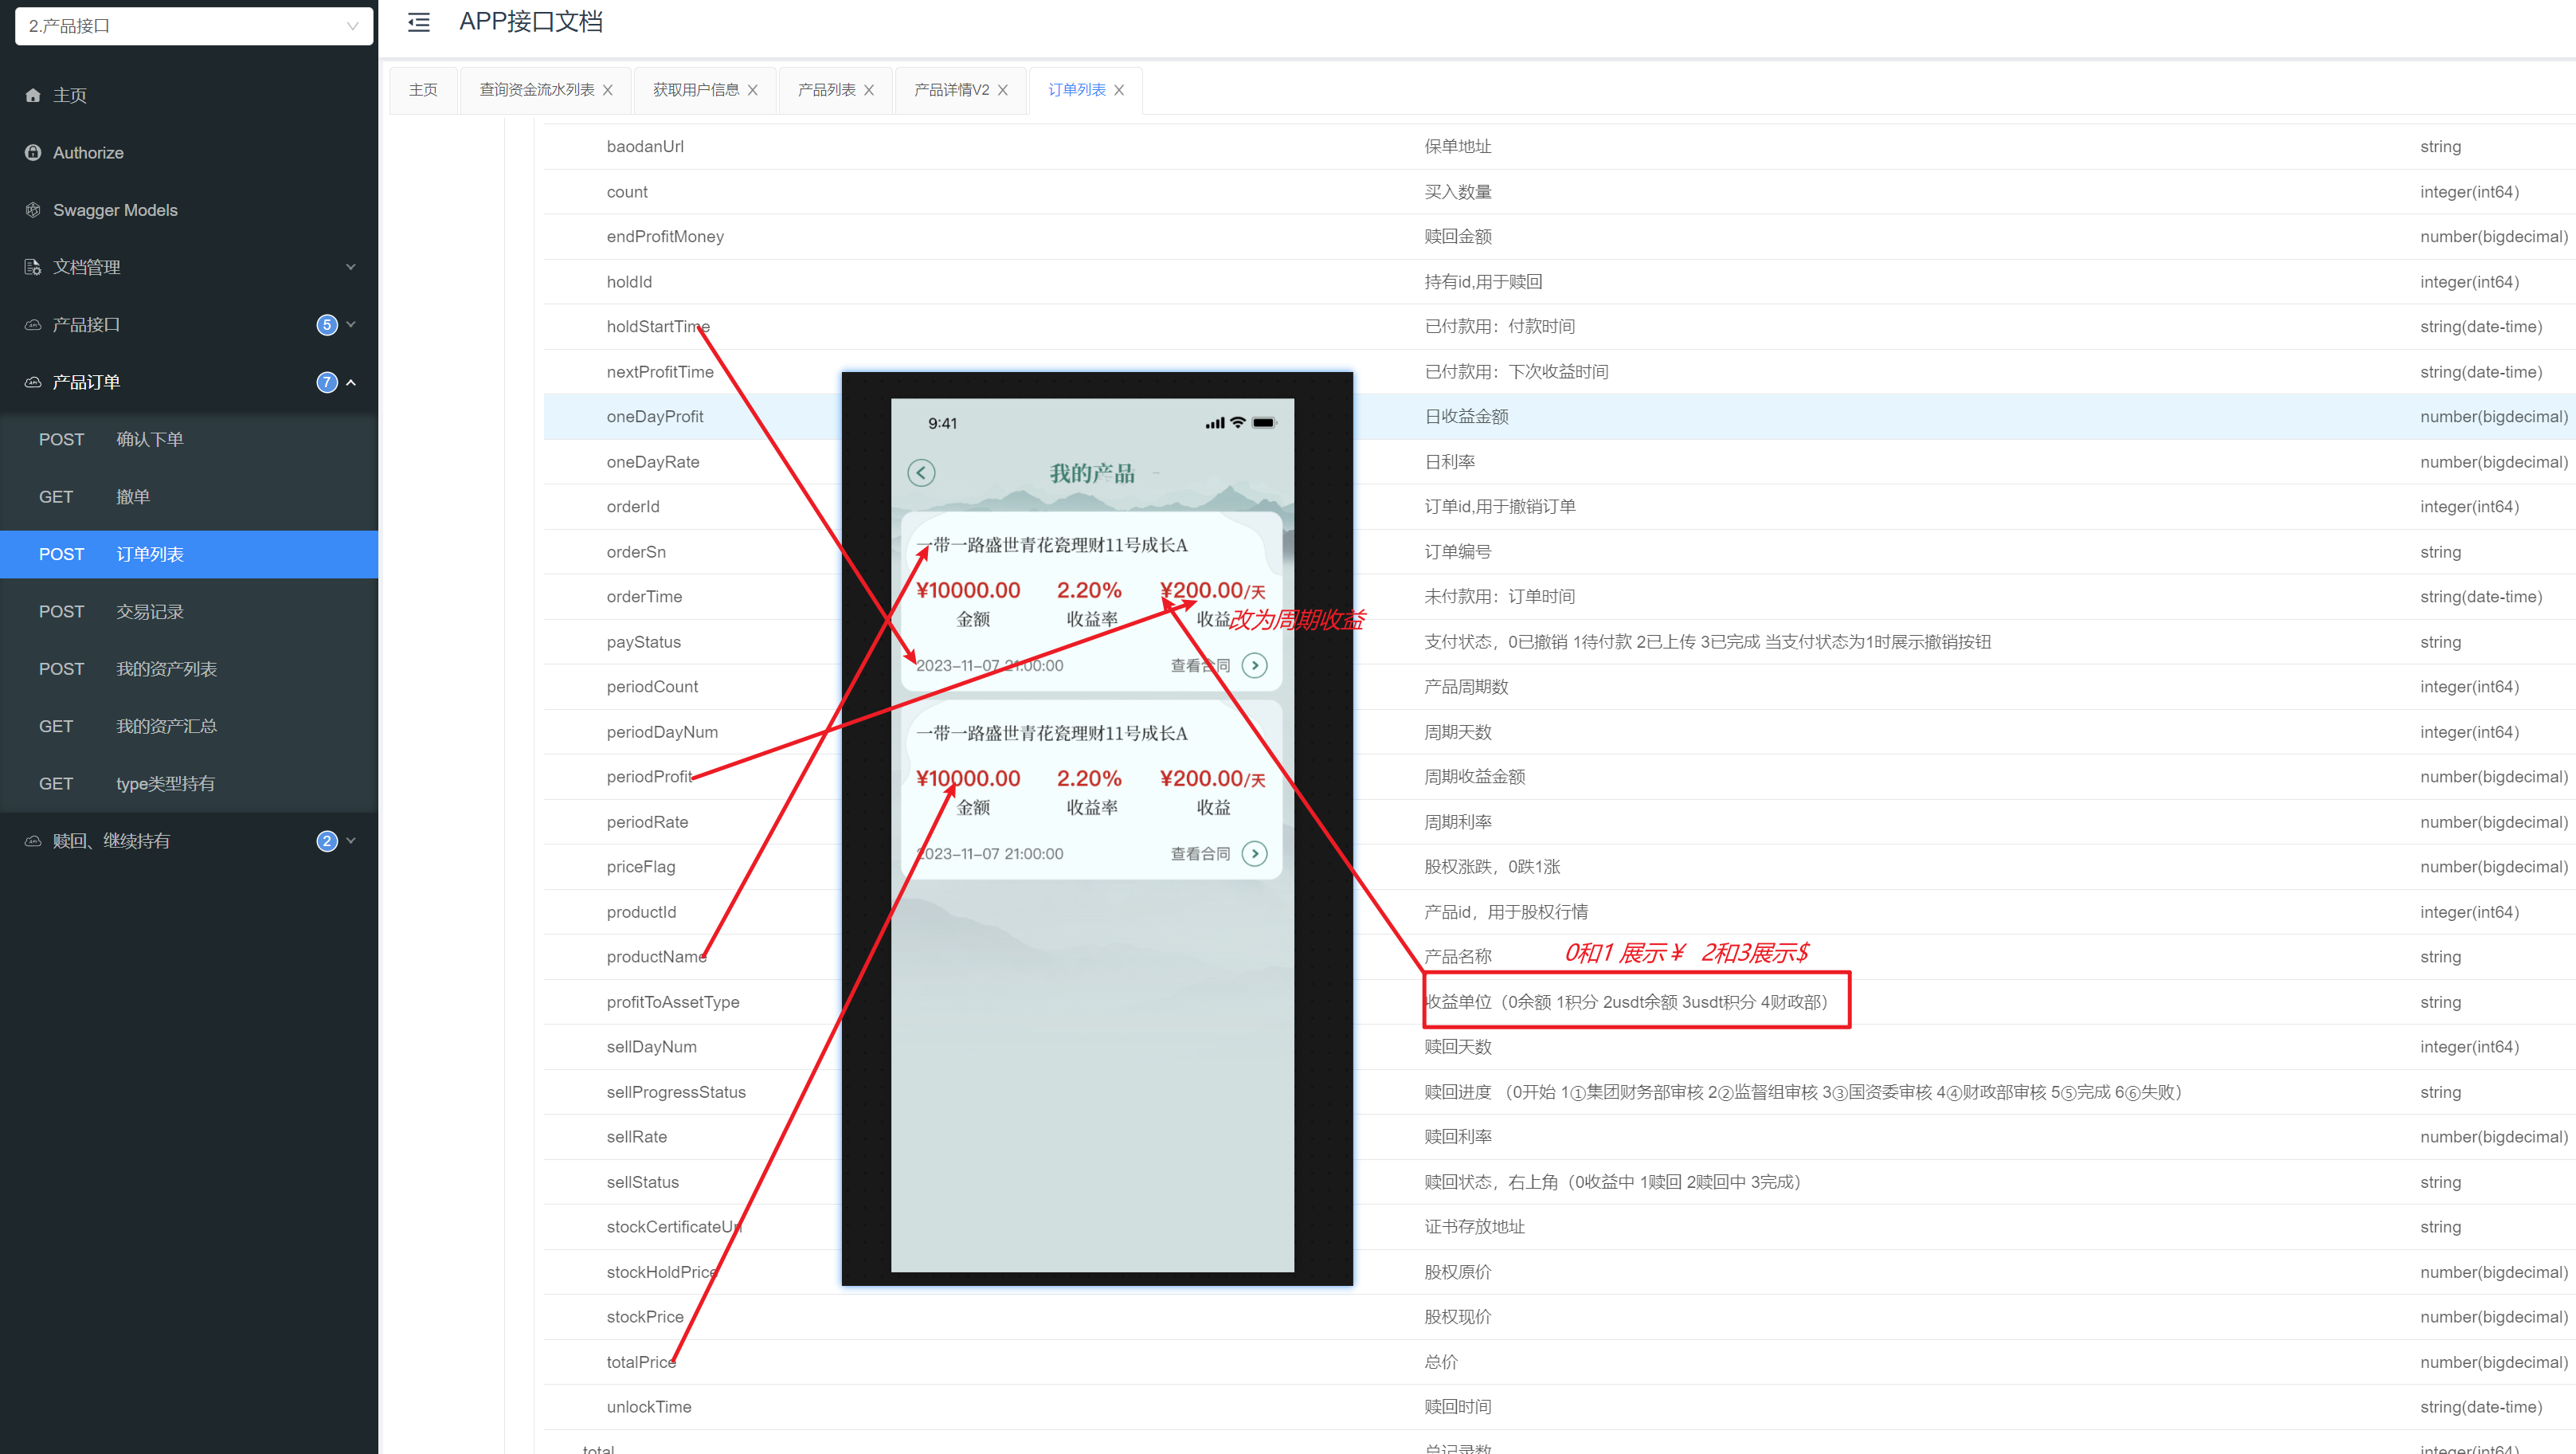 2.产品接口
主页
Authorize
Swagger Models
文档管理
产品接口 5
产品订单 7
POST 确认下单
GET 撤单
POST 订单列表
POST 交易记录
POST 我的资产列表
GET 我的资产汇总
GET type类型持有
赎回、继续持有 2
APP接口文档
主页 查询资金流水列表 获取用户信息 产品列表 产品详情V2 订单列表
baodanUrl 保单地址 string
count 买入数量 integer(int64)
endProfitMoney 赎回金额 number(bigdecimal)
holdId 持有id,用于赎回 integer(int64)
holdStartTime 已付款用：付款时间 string(date-time)
nextProfitTime 已付款用：下次收益时间 string(date-time)
oneDayProfit 日收益金额 number(bigdecimal)
oneDayRate 日利率 number(bigdecimal)
orderId 订单id,用于撤销订单 integer(int64)
orderSn 订单编号 string
orderTime 未付款用：订单时间 string(date-time)
payStatus 支付状态，0已撤销 1待付款 2已上传 3已完成 当支付状态为1时展示撤销按钮 string
periodCount 产品周期数 integer(int64)
periodDayNum 周期天数 integer(int64)
periodProfit 周期收益金额 number(bigdecimal)
periodRate 周期利率 number(bigdecimal)
priceFlag 股权涨跌，0跌1涨 number(bigdecimal)
productId 产品id，用于股权行情 integer(int64)
productName 产品名称 string
0和1 展示￥ 2和3展示$
profitToAssetType 收益单位（0余额 1积分 2usdt余额 3usdt积分 4财政部） string
sellDayNum 赎回天数 integer(int64)
sellProgressStatus 赎回进度 （0开始 1①集团财务部审核 2②监督组审核 3③国资委审核 4④财政部审核 5⑤完成 6⑥失败） string
sellRate 赎回利率 number(bigdecimal)
sellStatus 赎回状态，右上角（0收益中 1赎回 2赎回中 3完成） string
stockCertificateUrl 证书存放地址 string
stockHoldPrice 股权原价 number(bigdecimal)
stockPrice 股权现价 number(bigdecimal)
totalPrice 总价 number(bigdecimal)
unlockTime 赎回时间 string(date-time)
total 总记录数 integer(int64)
9:41
我的产品
一带一路盛世青花瓷理财11号成长A
¥10000.00 2.20% ¥200.00/天
金额 收益率 收益
改为周期收益
2023-11-07 21:00:00 查看合同
一带一路盛世青花瓷理财11号成长A
¥10000.00 2.20% ¥200.00/天
金额 收益率 收益
2023-11-07 21:00:00 查看合同